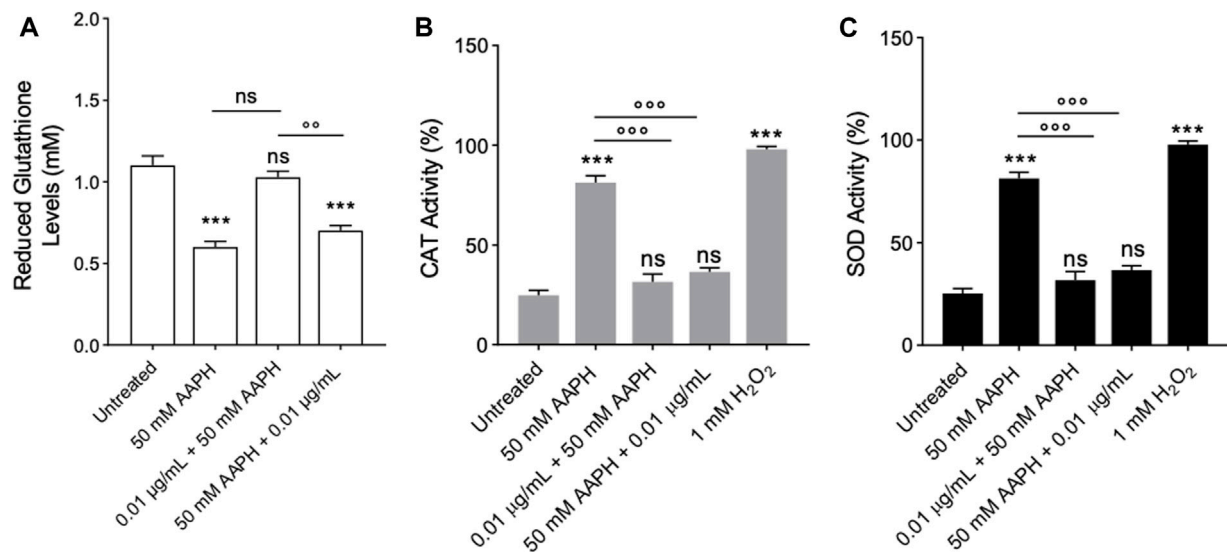 A
Reduced Glutathione
Levels (mM)
2.0
1.5
1.0
0.5
0.0
ns
°°
***
ns
***
Untreated
50 mM AAPH
0.01 µg/mL + 50 mM AAPH
50 mM AAPH + 0.01 µg/mL
B
CAT Activity (%)
150
100
50
0
°°°
°°°
***
ns
ns
***
Untreated
50 mM AAPH
0.01 µg/mL + 50 mM AAPH
50 mM AAPH + 0.01 µg/mL
1 mM H₂O₂
C
SOD Activity (%)
150
100
50
0
°°°
°°°
***
ns
ns
***
Untreated
50 mM AAPH
0.01 µg/mL + 50 mM AAPH
50 mM AAPH + 0.01 µg/mL
1 mM H₂O₂